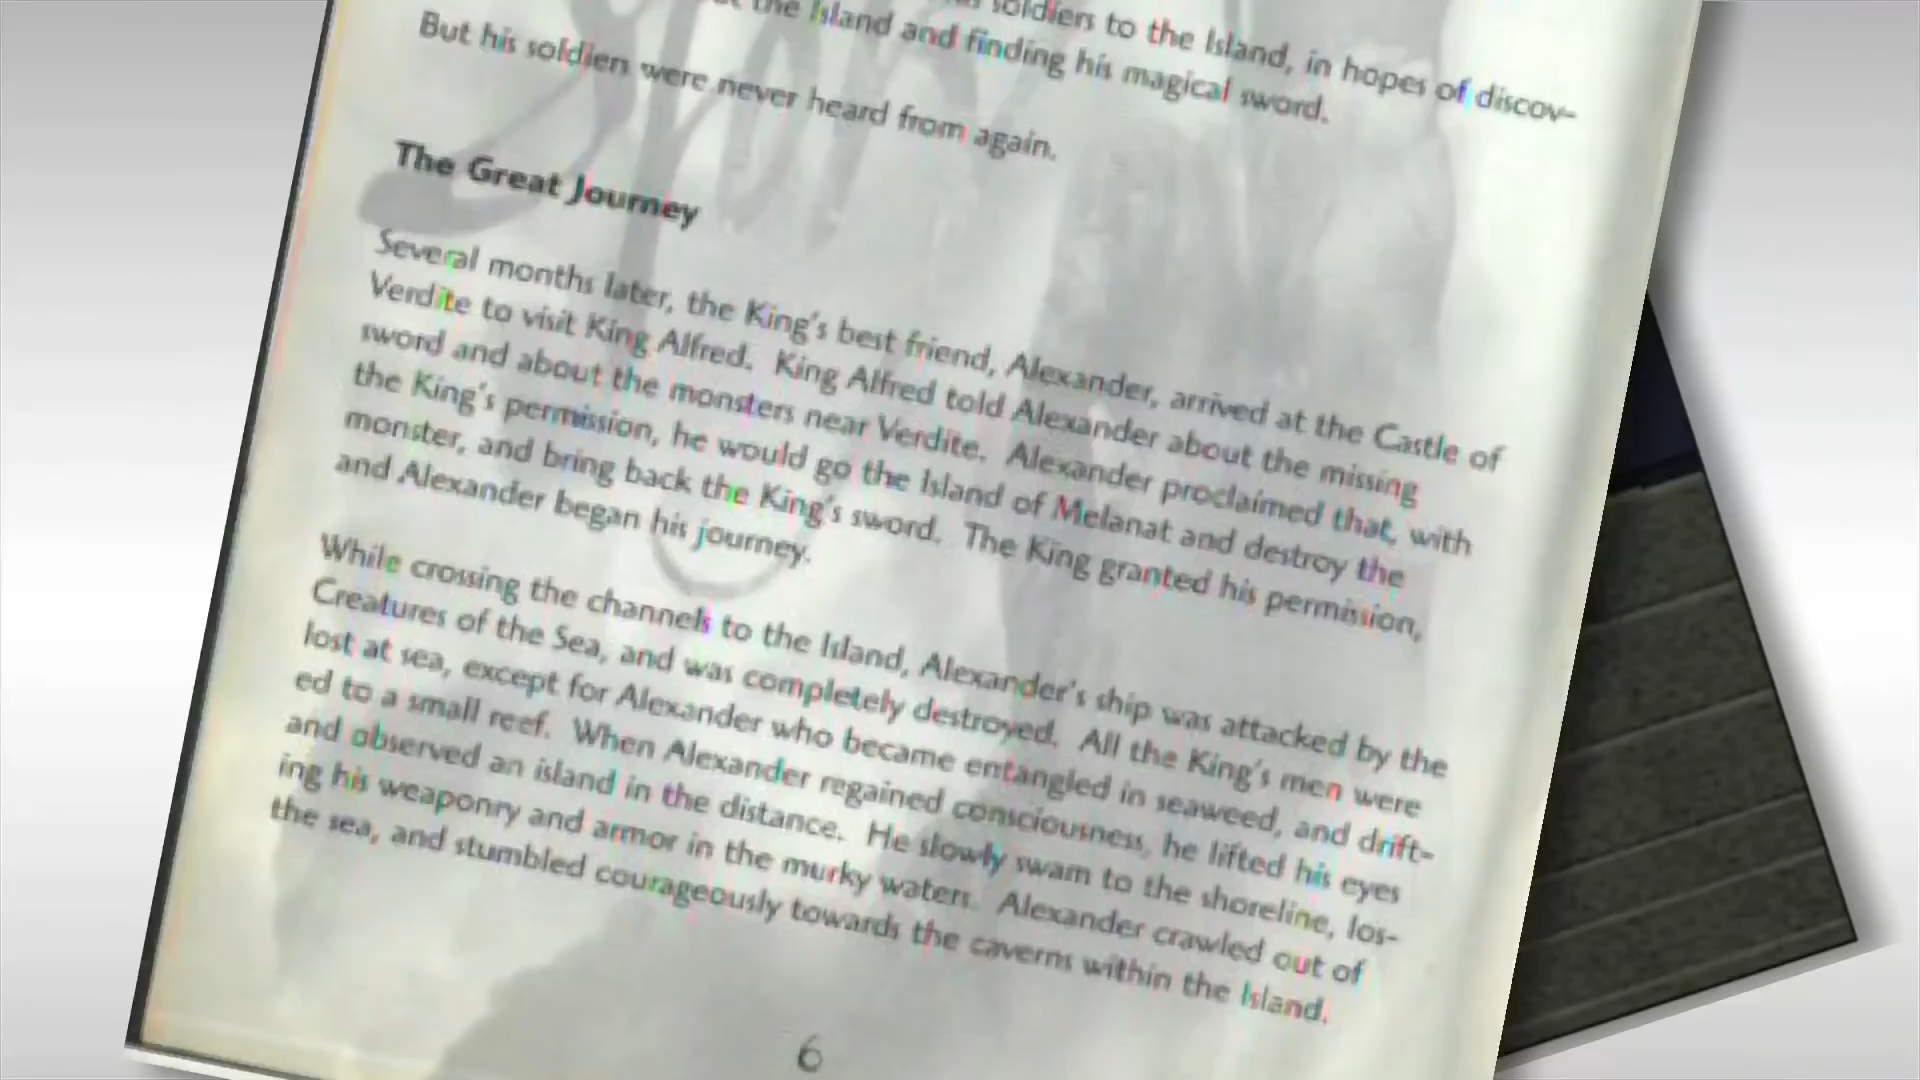 soldiers to the Island, in hopes of discov-
the Island and finding his magical sword.
But his soldiers were never heard from again.
The Great Journey
Several months later, the King's best friend, Alexander, arrived at the Castle of
Verdite to visit King Alfred. King Alfred told Alexander about the missing
sword and about the monsters near Verdite. Alexander proclaimed that, with
the King's permission, he would go the Island of Melanat and destroy the
monster, and bring back the King's sword. The King granted his permission,
and Alexander began his journey.
While crossing the channels to the Island, Alexander's ship was attacked by the
Creatures of the Sea, and was completely destroyed. All the King's men were
lost at sea, except for Alexander who became entangled in seaweed, and drift-
ed to a small reef. When Alexander regained consciousness, he lifted his eyes
and observed an island in the distance. He slowly swam to the shoreline, los-
ing his weaponry and armor in the murky waters. Alexander crawled out of
the sea, and stumbled courageously towards the caverns within the Island.
6